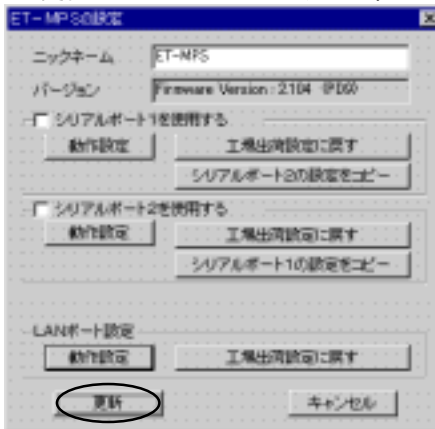 ET-MPSの設定
ニックネーム ET-MPS
バージョン Firmware Version : 2.104
シリアルポート1を使用する
動作設定 工場出荷設定に戻す
シリアルポート2の設定をコピー
シリアルポート2を使用する
動作設定 工場出荷設定に戻す
シリアルポート1の設定をコピー
LANポート設定
動作設定 工場出荷設定に戻す
更新 キャンセル